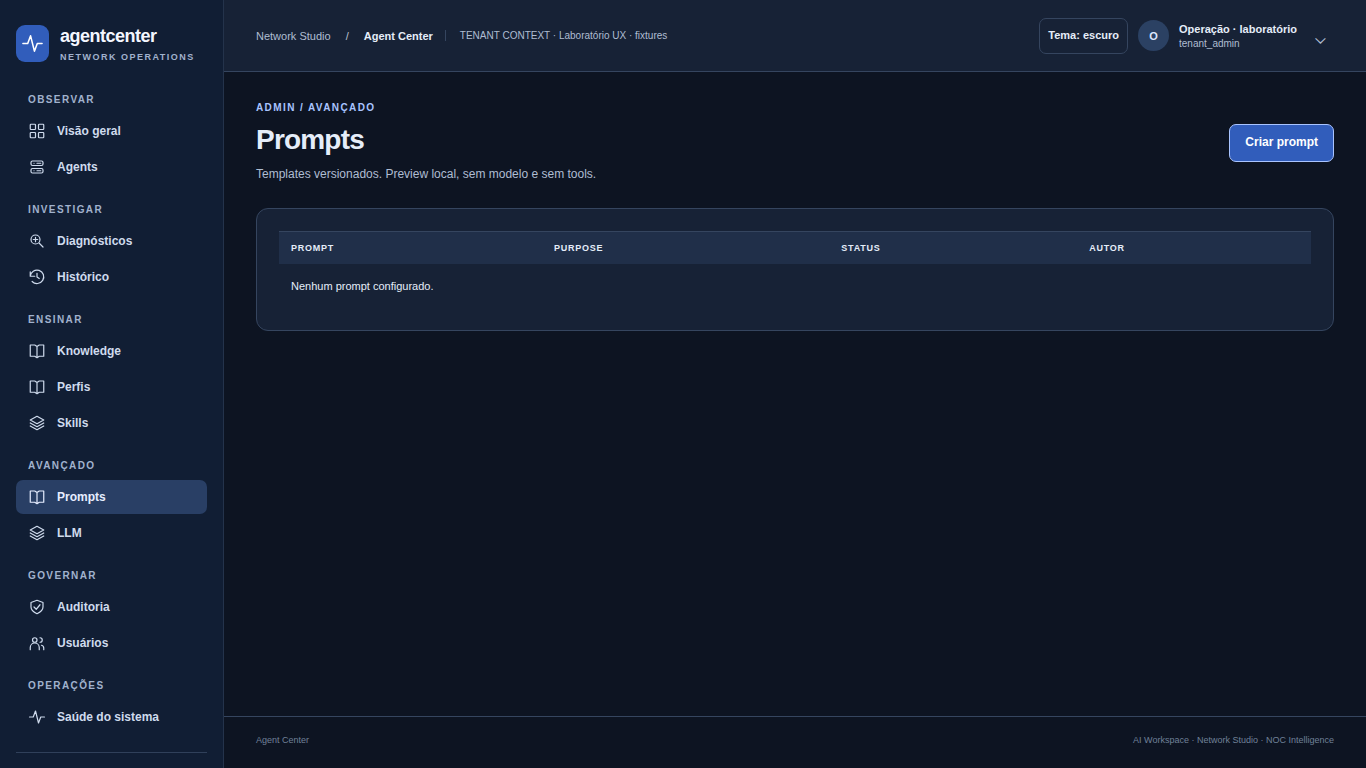 agentcenter
NETWORK OPERATIONS
OBSERVAR
Visão geral
Agents
INVESTIGAR
Diagnósticos
Histórico
ENSINAR
Knowledge
Perfis
Skills
AVANÇADO
Prompts
LLM
GOVERNAR
Auditoria
Usuários
OPERAÇÕES
Saúde do sistema
Network Studio / Agent Center TENANT CONTEXT · Laboratório UX · fixtures
Tema: escuro
O
Operação · laboratório
tenant_admin
ADMIN / AVANÇADO
Prompts
Templates versionados. Preview local, sem modelo e sem tools.
Criar prompt
PROMPT PURPOSE STATUS AUTOR
Nenhum prompt configurado.
Agent Center
AI Workspace · Network Studio · NOC Intelligence